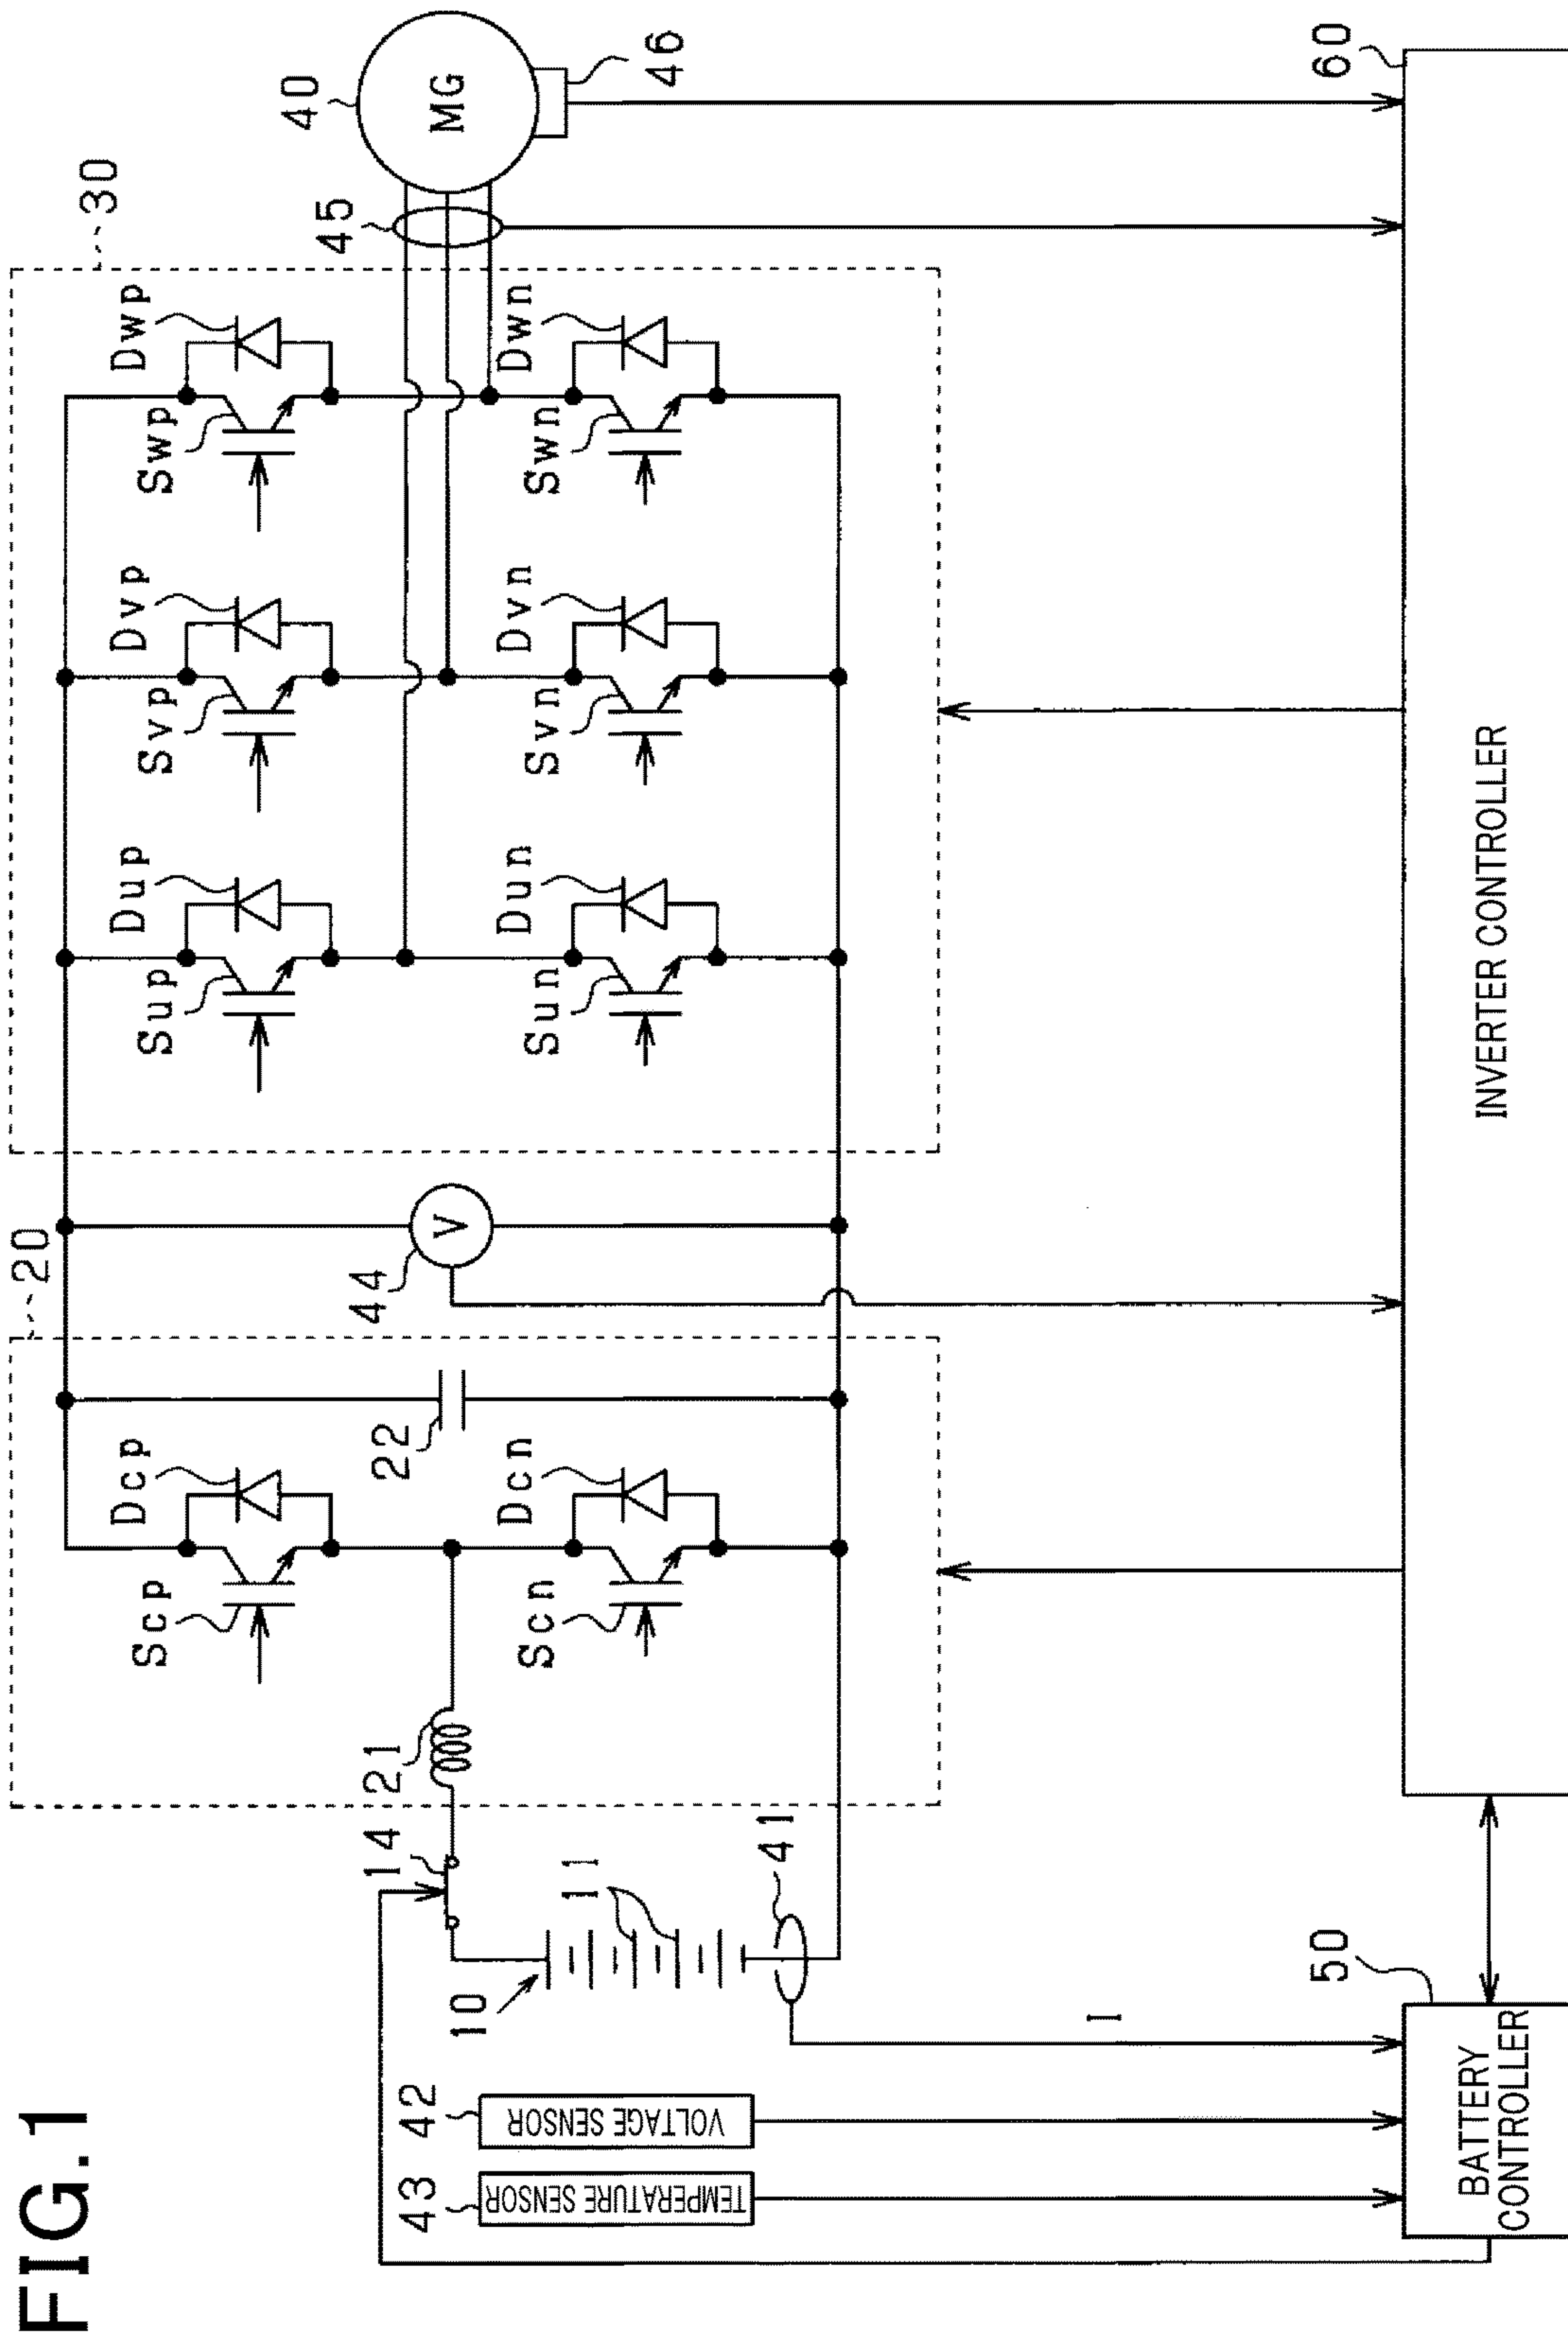 FIG.1
20
30
Dcp
Scp
Dup
Sup
Dvp
Svp
Dwp
Swp
40
MG
46
45
14
21
22
44
V
10
11
41
Dcn
Scn
Dun
Sun
Dvn
Svn
Dwn
Swn
43
TEMPERATURE SENSOR
42
VOLTAGE SENSOR
I
50
BATTERY
CONTROLLER
60
INVERTER CONTROLLER